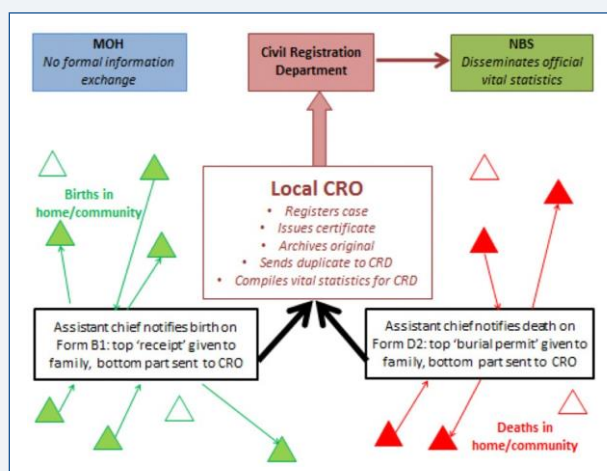 MOH
No formal information
exchange
Civil Registration
Department
NBS
Disseminates official
vital statistics
Births in
home/community
Local CRO
• Registers case
• Issues certificate
• Archives original
• Sends duplicate to CRD
• Compiles vital statistics for CRD
Assistant chief notifies birth on
Form B1: top 'receipt' given to
family, bottom part sent to CRO
Assistant chief notifies death on
Form D2: top 'burial permit' given to
family, bottom part sent to CRO
Deaths in
home/community